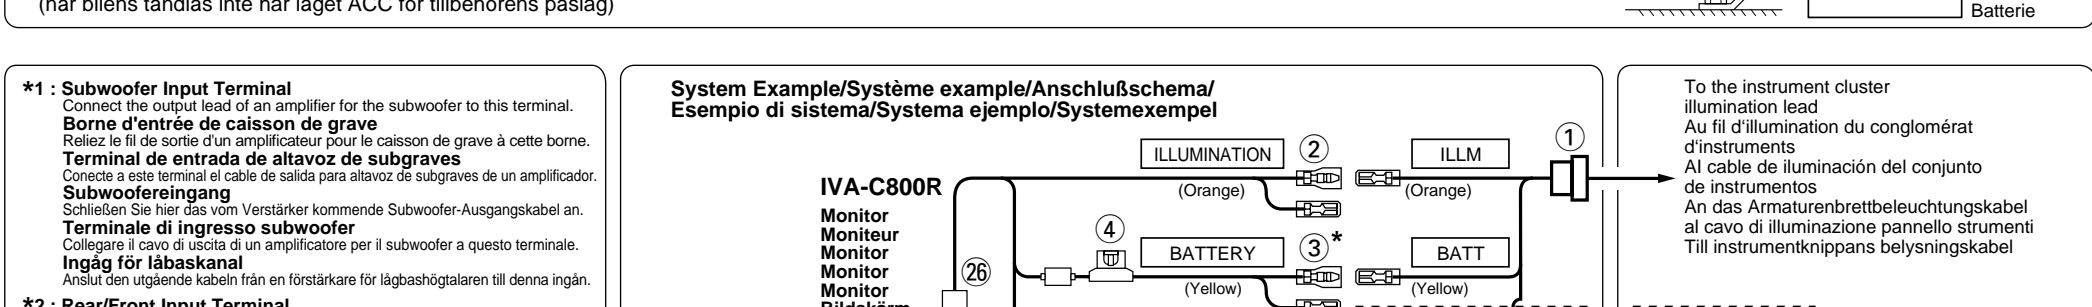 (när bilens tändlås inte har läget ACC för tillbehörens påslag)
Batterie
*1 : Subwoofer Input Terminal
Connect the output lead of an amplifier for the subwoofer to this terminal.
Borne d'entrée de caisson de grave
Reliez le fil de sortie d'un amplificateur pour le caisson de grave à cette borne.
Terminal de entrada de altavoz de subgraves
Conecte a este terminal el cable de salida para altavoz de subgraves de un amplificador.
Subwoofereingang
Schließen Sie hier das vom Verstärker kommende Subwoofer-Ausgangskabel an.
Terminale di ingresso subwoofer
Collegare il cavo di uscita di un amplificatore per il subwoofer a questo terminale.
Ingåg för låbaskanal
Anslut den utgående kabeln från en förstärkare för lågbashögtalaren till denna ingån.
*2 : Rear/Front Input Terminal
System Example/Système example/Anschlußschema/
Esempio di sistema/Systema ejemplo/Systemexempel
IVA-C800R
Monitor
Moniteur
Monitor
Monitor
Monitor
Bildskärm
26
ILLUMINATION
2
(Orange)
ILLM
(Orange)
1
4
BATTERY
3*
(Yellow)
BATT
(Yellow)
To the instrument cluster
illumination lead
Au fil d‘illumination du conglomérat
d‘instruments
Al cable de iluminación del conjunto
de instrumentos
An das Armaturenbrettbeleuchtungskabel
al cavo di illuminazione pannello strumenti
Till instrumentknippans belysningskabel